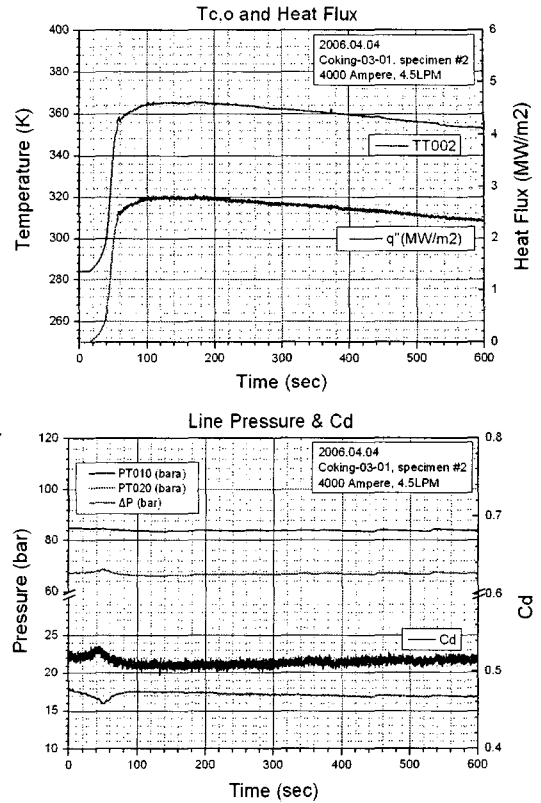 Tc,o and Heat Flux
400
380
360
340
320
300
280
260
Temperature (K)
6
5
4
3
2
1
0
Heat Flux (MW/m2)
2006.04.04
Coking-03-01, specimen #2
4000 Ampere, 4.5LPM
TT002
q"(MW/m2)
0 100 200 300 400 500 600
Time (sec)
Line Pressure & Cd
120
100
80
60
25
20
15
10
Pressure (bar)
0.8
0.7
0.6
0.5
0.4
Cd
PT010 (bara)
PT020 (bara)
ΔP (bar)
2006.04.04
Coking-03-01, specimen #2
4000 Ampere, 4.5LPM
Cd
0 100 200 300 400 500 600
Time (sec)